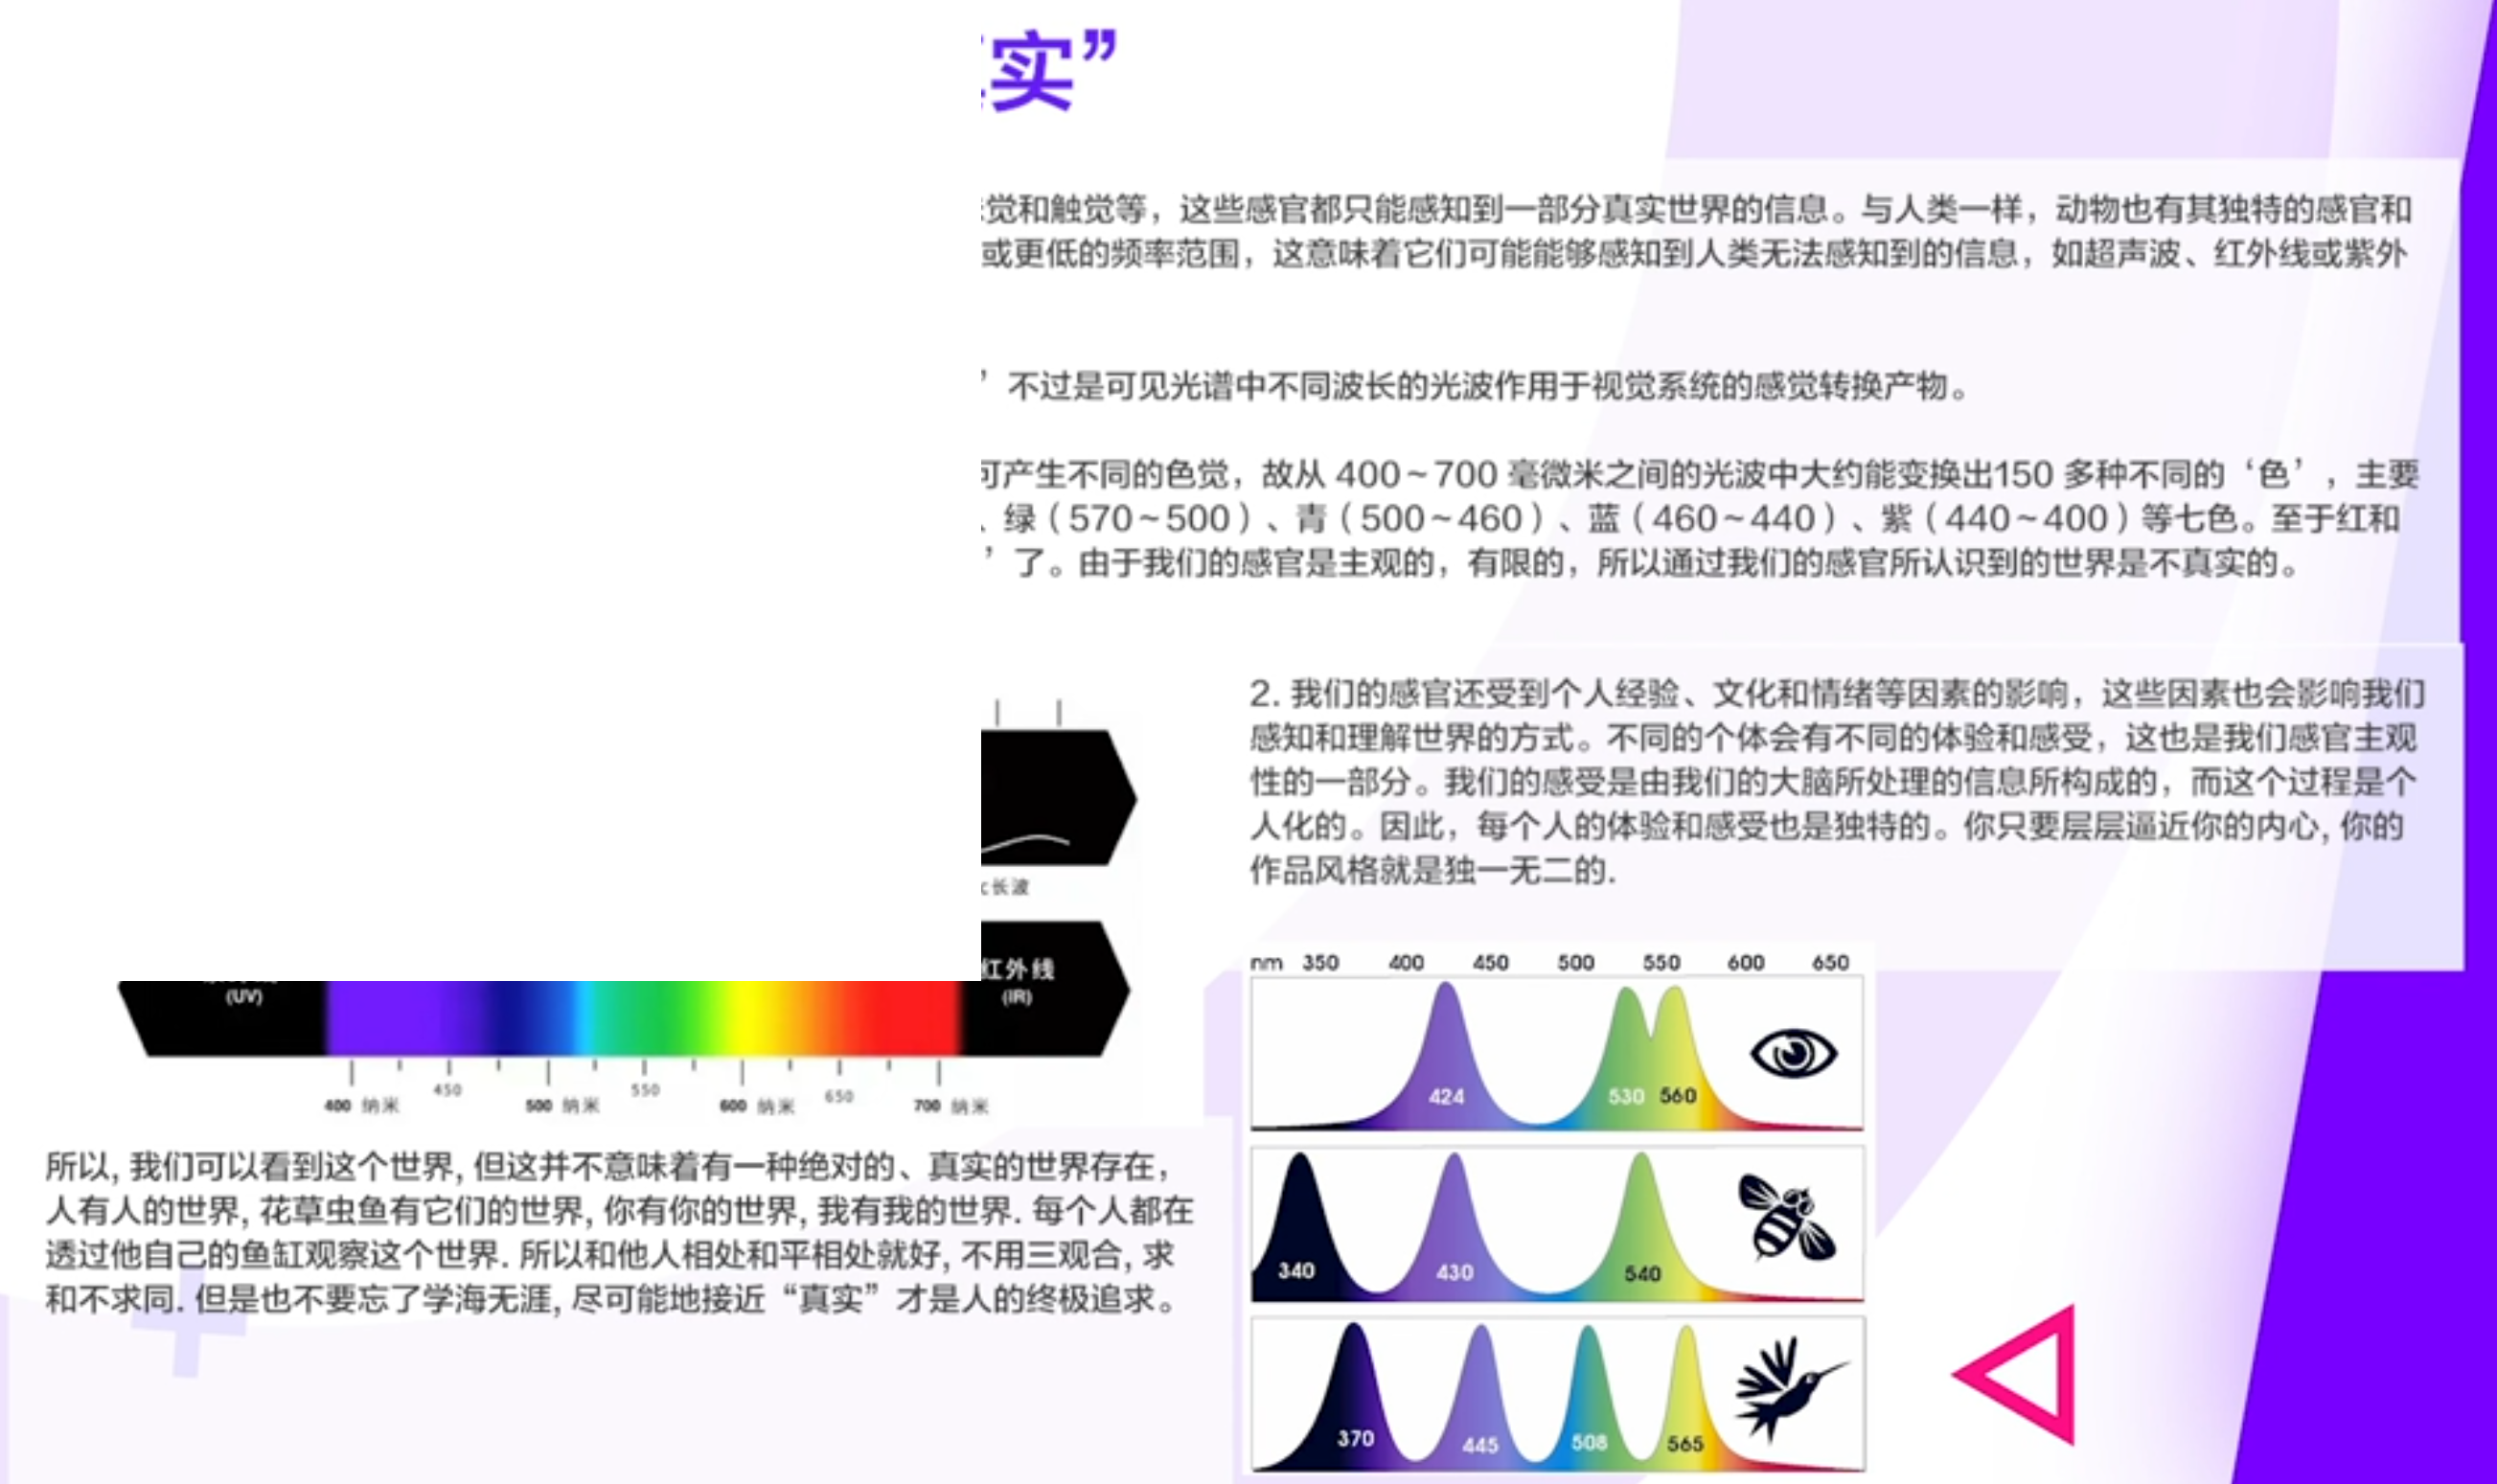 实”
觉和触觉等，这些感官都只能感知到一部分真实世界的信息。与人类一样，动物也有其独特的感官和
或更低的频率范围，这意味着它们可能能够感知到人类无法感知到的信息，如超声波、红外线或紫外
’不过是可见光谱中不同波长的光波作用于视觉系统的感觉转换产物。
可产生不同的色觉，故从 400~700 毫微米之间的光波中大约能变换出150 多种不同的‘色’，主要
、绿（570~500）、青（500~460）、蓝（460~440）、紫（440~400）等七色。至于红和
’了。由于我们的感官是主观的，有限的，所以通过我们的感官所认识到的世界是不真实的。
2. 我们的感官还受到个人经验、文化和情绪等因素的影响，这些因素也会影响我们
感知和理解世界的方式。不同的个体会有不同的体验和感受，这也是我们感官主观
性的一部分。我们的感受是由我们的大脑所处理的信息所构成的，而这个过程是个
人化的。因此，每个人的体验和感受也是独特的。你只要层层逼近你的内心, 你的
作品风格就是独一无二的.
长波
红外线
(UV)
(IR)
450
550
650
400 纳米
500 纳米
600 纳米
700 纳米
所以, 我们可以看到这个世界, 但这并不意味着有一种绝对的、真实的世界存在，
人有人的世界, 花草虫鱼有它们的世界, 你有你的世界, 我有我的世界. 每个人都在
透过他自己的鱼缸观察这个世界. 所以和他人相处和平相处就好, 不用三观合, 求
和不求同. 但是也不要忘了学海无涯, 尽可能地接近“真实”才是人的终极追求。
nm 350 400 450 500 550 600 650
424 530 560
340 430 540
370 445 508 565